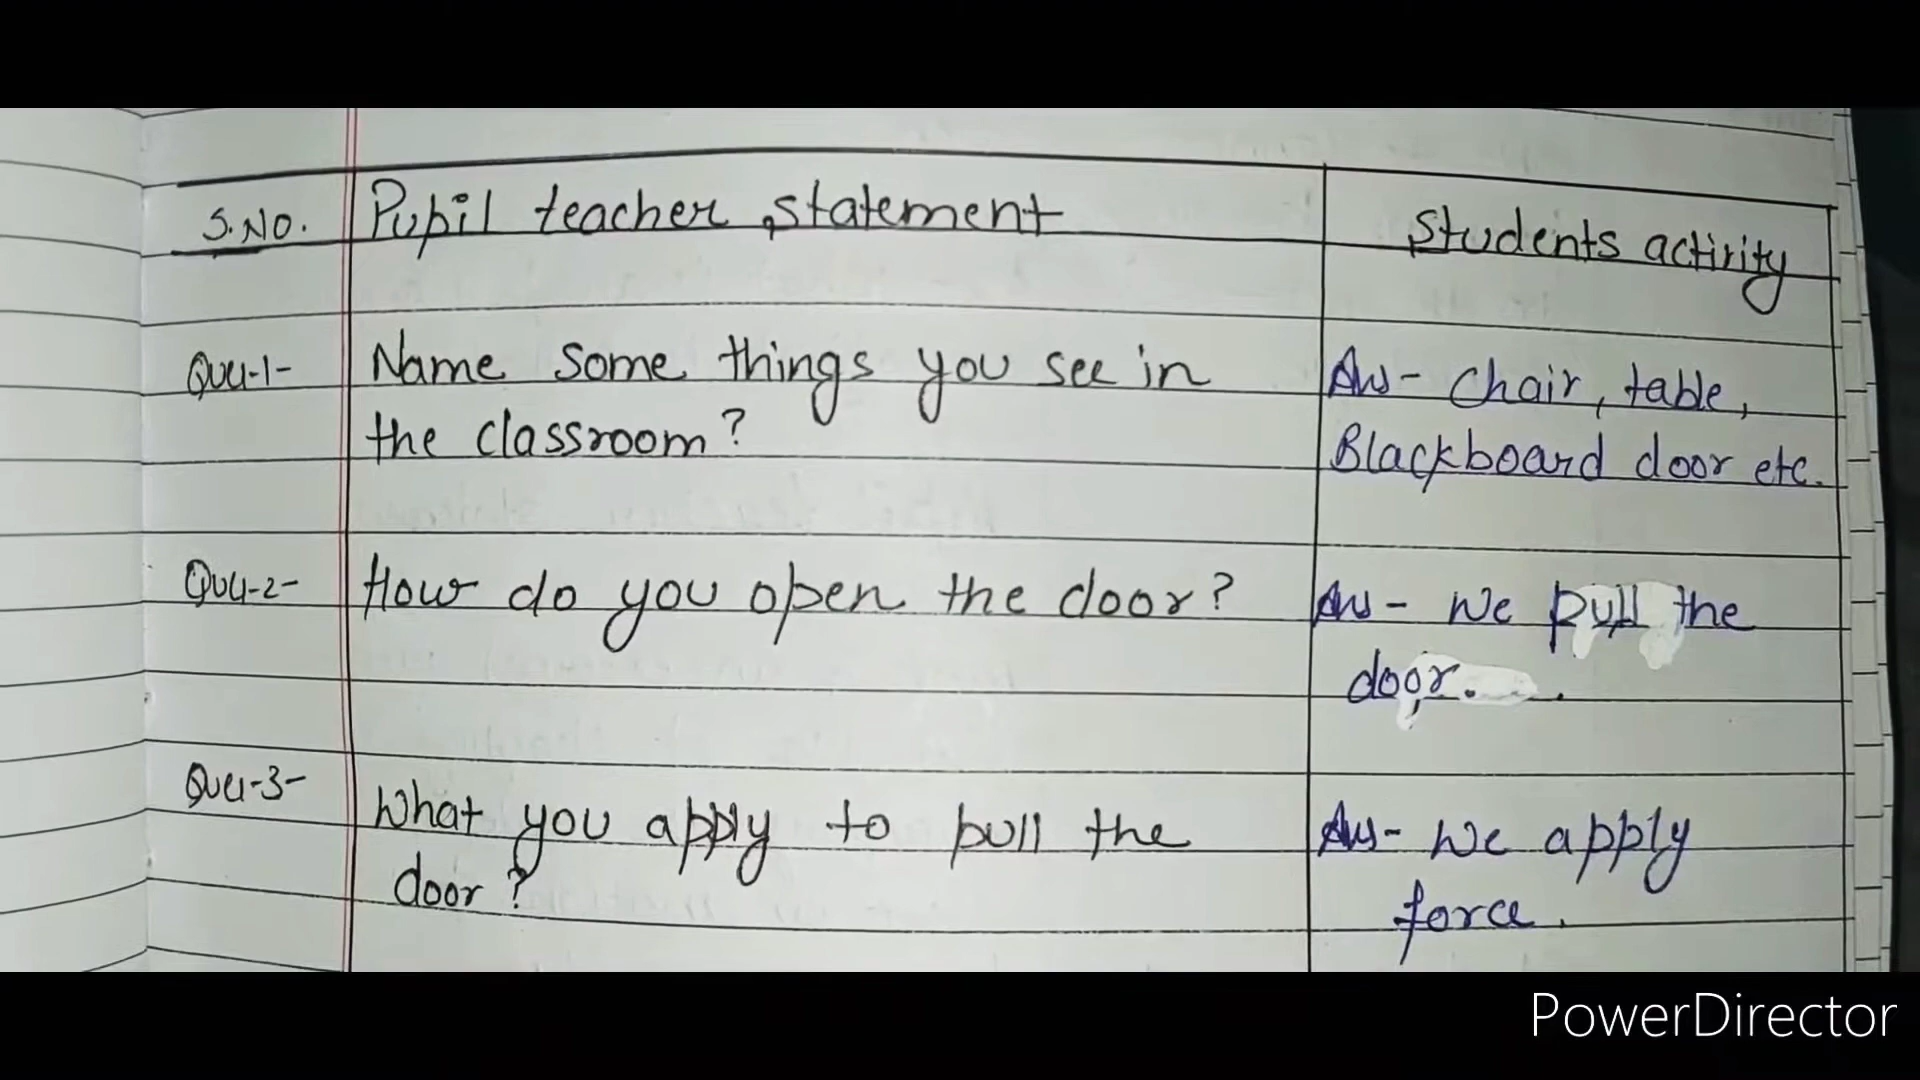 S.No. Pupil teacher statement Students activity
Que-1- Name some things you see in
the classroom?
Ans- Chair, table,
Blackboard door etc.
Que-2- How do you open the door?
Ans- We pull the
door.
Que-3- What you apply to pull the
door?
Ans- We apply
force.
PowerDirector